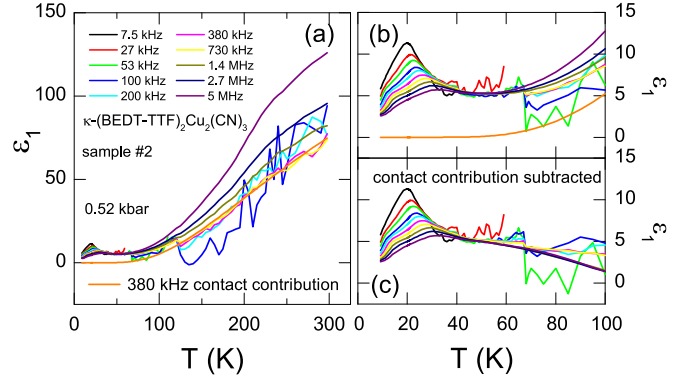 (a)
7.5 kHz 380 kHz
27 kHz 730 kHz
53 kHz 1.4 MHz
100 kHz 2.7 MHz
200 kHz 5 MHz
κ-(BEDT-TTF)₂Cu₂(CN)₃
sample #2
0.52 kbar
380 kHz contact contribution
ε₁
150
100
50
0
0 100 200 300
T (K)
(b)
15
10
5
0
ε₁
contact contribution subtracted
(c)
15
10
5
0
ε₁
20 40 60 80 100
T (K)